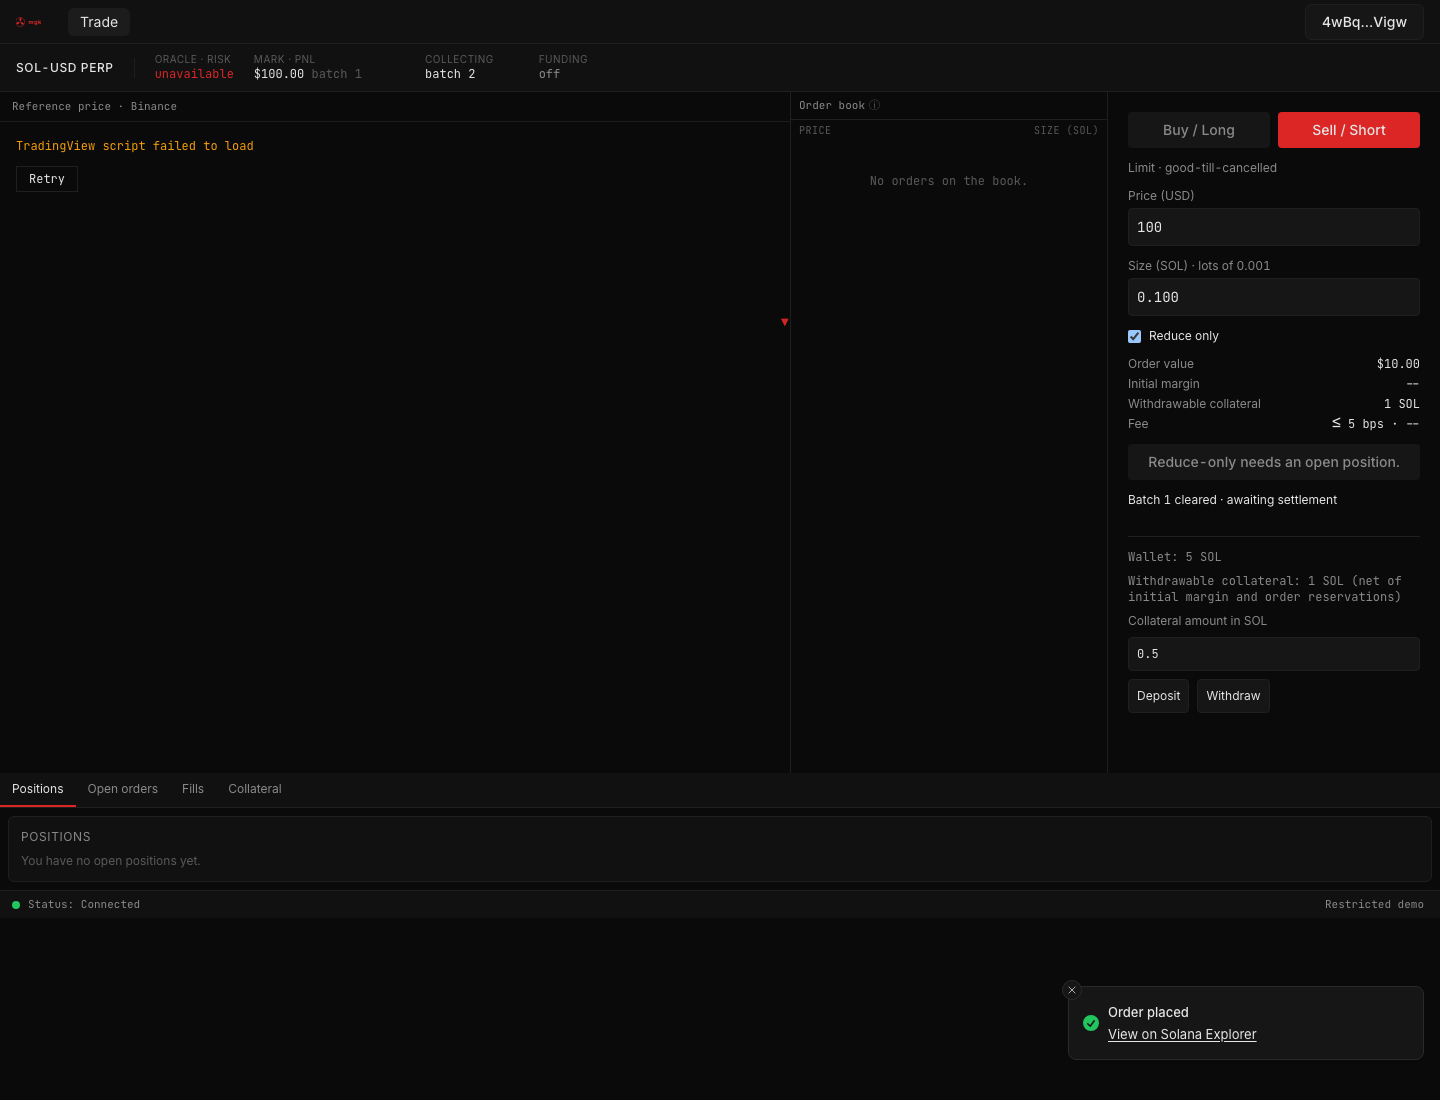 Trade
4wBq...Vigw
SOL-USD PERP
ORACLE · RISK
unavailable
MARK · PNL
$100.00 batch 1
COLLECTING
batch 2
FUNDING
off
Reference price · Binance
TradingView script failed to load
Retry
Order book
PRICE
SIZE (SOL)
No orders on the book.
Buy / Long
Sell / Short
Limit · good-till-cancelled
Price (USD)
100
Size (SOL) · lots of 0.001
0.100
Reduce only
Order value
$10.00
Initial margin
--
Withdrawable collateral
1 SOL
Fee
≤ 5 bps · --
Reduce-only needs an open position.
Batch 1 cleared · awaiting settlement
Wallet: 5 SOL
Withdrawable collateral: 1 SOL (net of
initial margin and order reservations)
Collateral amount in SOL
0.5
Deposit
Withdraw
Positions
Open orders
Fills
Collateral
POSITIONS
You have no open positions yet.
Status: Connected
Restricted demo
Order placed
View on Solana Explorer